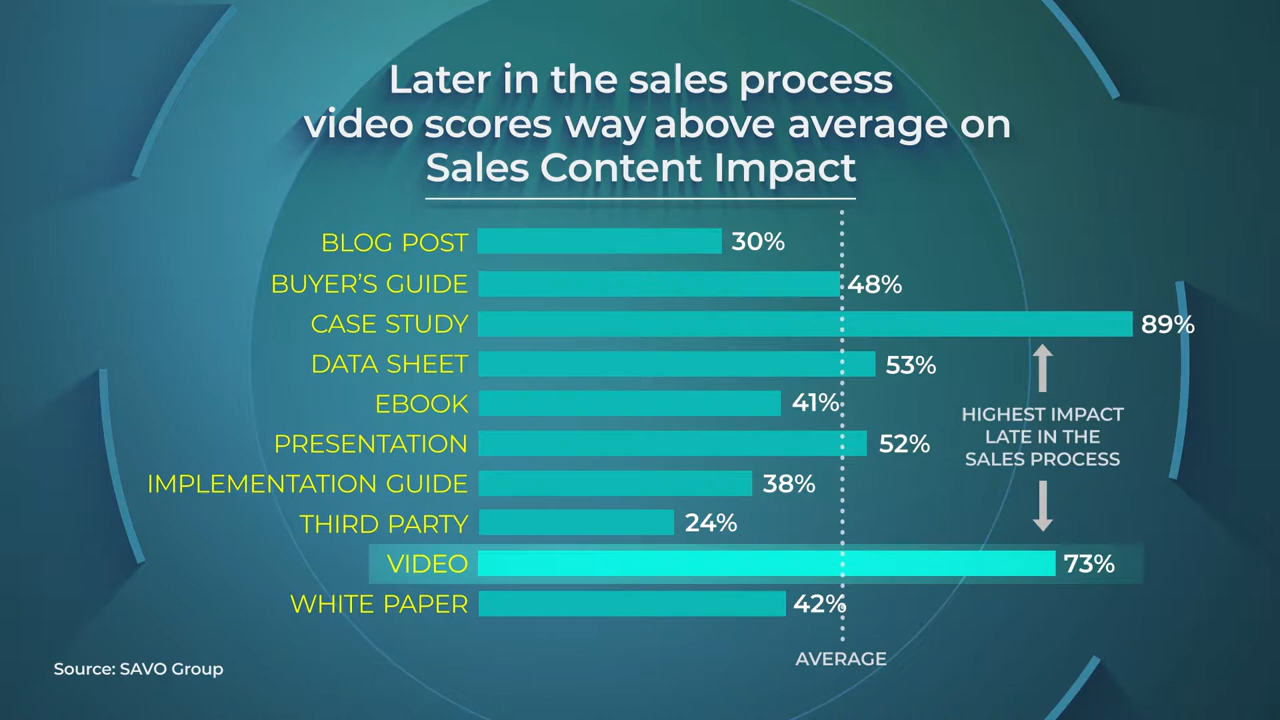 Later in the sales process
video scores way above average on
Sales Content Impact
BLOG POST 30%
BUYER'S GUIDE 48%
CASE STUDY 89%
DATA SHEET 53%
EBOOK 41%
HIGHEST IMPACT
LATE IN THE
SALES PROCESS
PRESENTATION 52%
IMPLEMENTATION GUIDE 38%
THIRD PARTY 24%
VIDEO 73%
WHITE PAPER 42%
AVERAGE
Source: SAVO Group